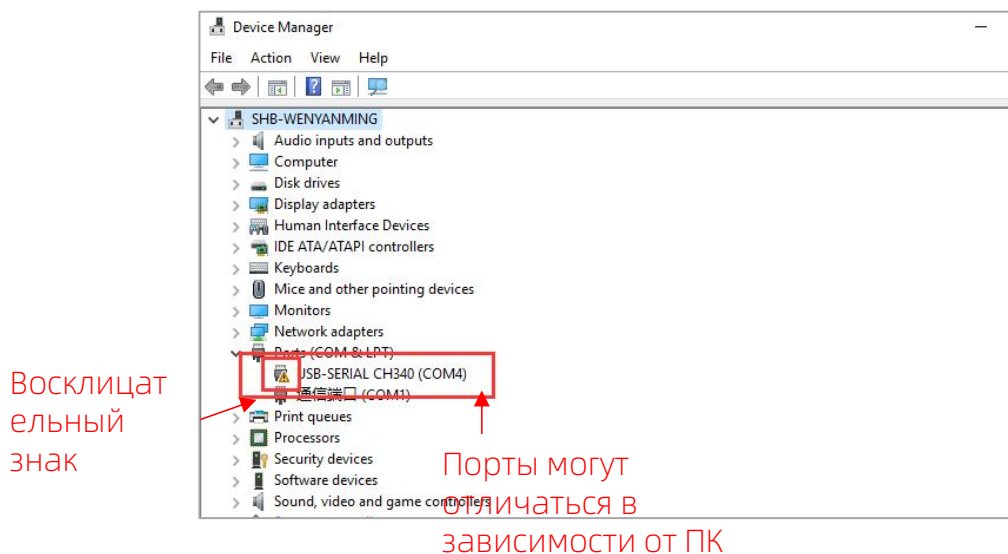 Device Manager
File Action View Help
SHB-WENYANMING
Audio inputs and outputs
Computer
Disk drives
Display adapters
Human Interface Devices
IDE ATA/ATAPI controllers
Keyboards
Mice and other pointing devices
Monitors
Network adapters
Ports (COM & LPT)
USB-SERIAL CH340 (COM4)
通信端口 (COM1)
Print queues
Processors
Security devices
Software devices
Sound, video and game controllers
Восклицат
ельный
знак
Порты могут
отличаться в
зависимости от ПК